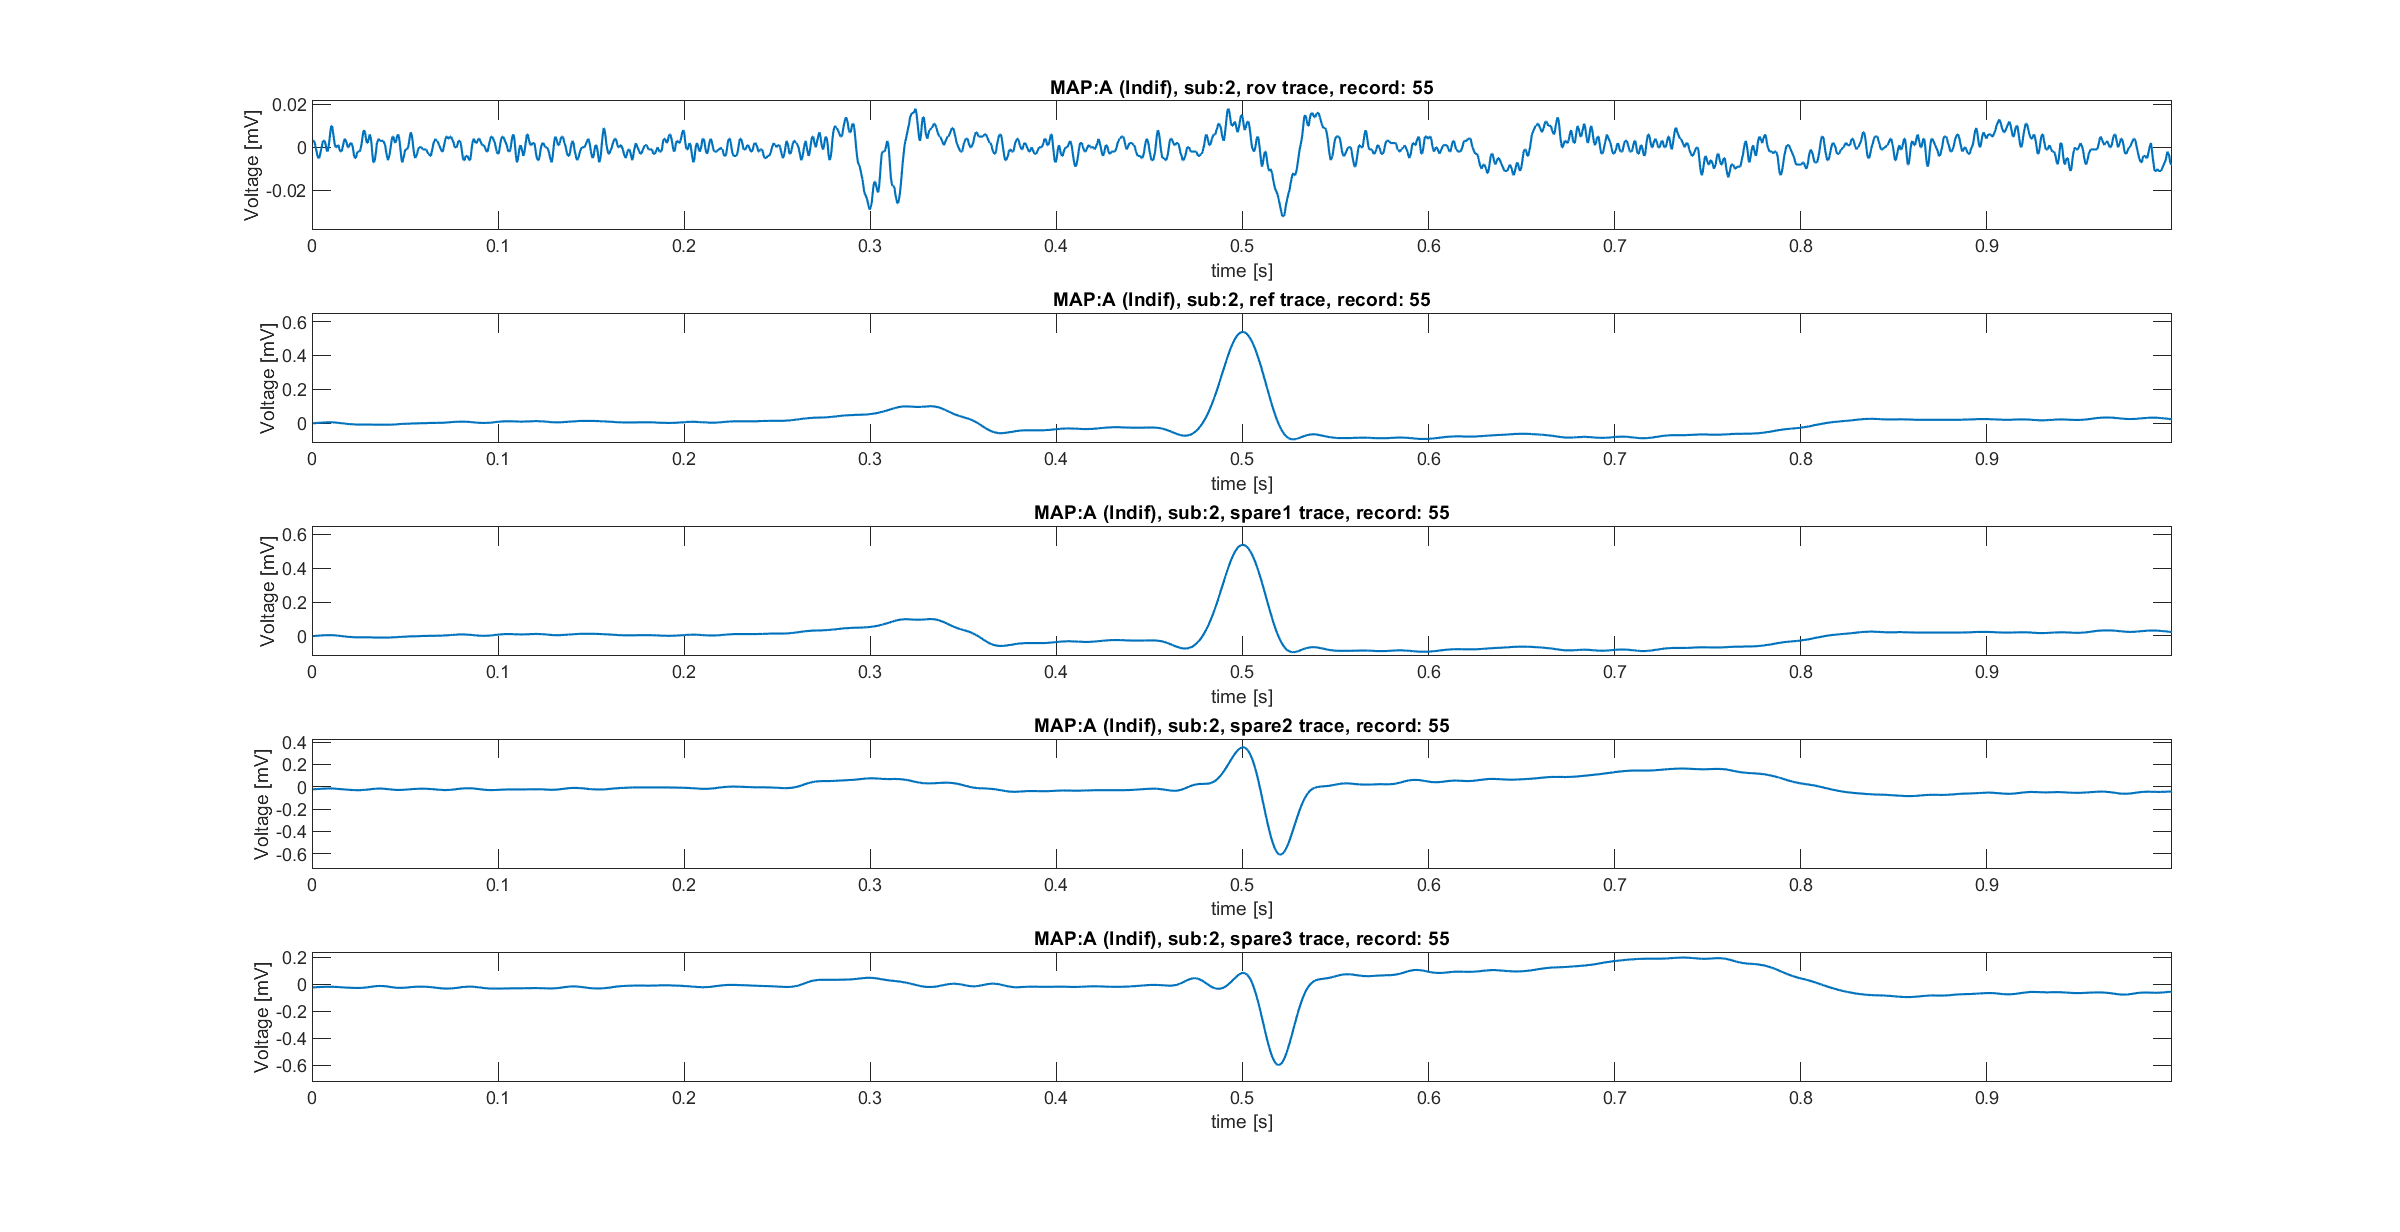 MAP:A (Indif), sub:2, rov trace, record: 55
Voltage [mV]
0.02
0
-0.02
0 0.1 0.2 0.3 0.4 0.5 0.6 0.7 0.8 0.9
time [s]
MAP:A (Indif), sub:2, ref trace, record: 55
Voltage [mV]
0.6
0.4
0.2
0
0 0.1 0.2 0.3 0.4 0.5 0.6 0.7 0.8 0.9
time [s]
MAP:A (Indif), sub:2, spare1 trace, record: 55
Voltage [mV]
0.6
0.4
0.2
0
0 0.1 0.2 0.3 0.4 0.5 0.6 0.7 0.8 0.9
time [s]
MAP:A (Indif), sub:2, spare2 trace, record: 55
Voltage [mV]
0.4
0.2
0
-0.2
-0.4
-0.6
0 0.1 0.2 0.3 0.4 0.5 0.6 0.7 0.8 0.9
time [s]
MAP:A (Indif), sub:2, spare3 trace, record: 55
Voltage [mV]
0.2
0
-0.2
-0.4
-0.6
0 0.1 0.2 0.3 0.4 0.5 0.6 0.7 0.8 0.9
time [s]